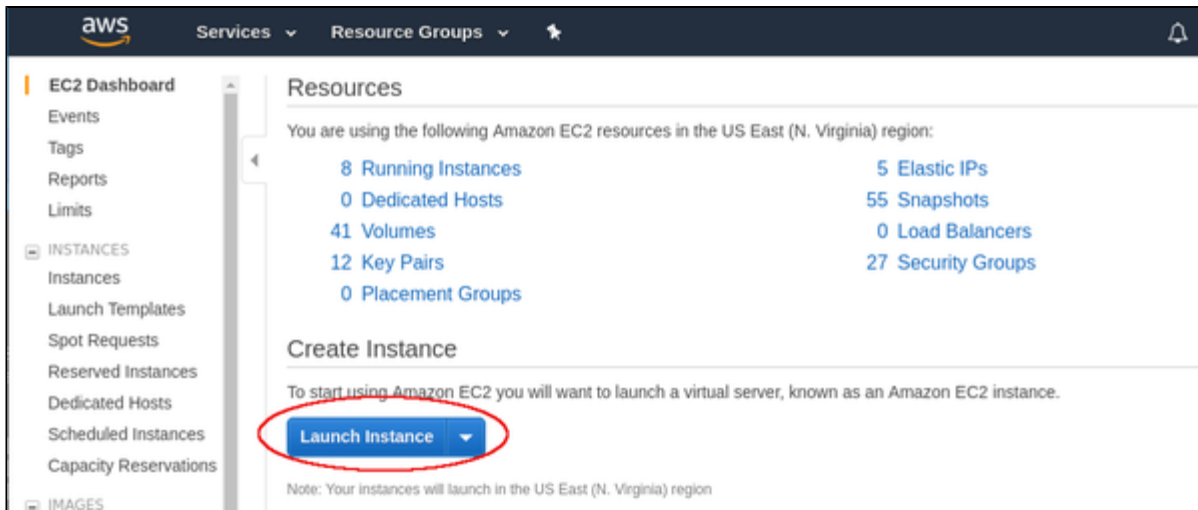 aws Services Resource Groups
EC2 Dashboard
Events
Tags
Reports
Limits
INSTANCES
Instances
Launch Templates
Spot Requests
Reserved Instances
Dedicated Hosts
Scheduled Instances
Capacity Reservations
IMAGES
Resources
You are using the following Amazon EC2 resources in the US East (N. Virginia) region:
8 Running Instances
0 Dedicated Hosts
41 Volumes
12 Key Pairs
0 Placement Groups
5 Elastic IPs
55 Snapshots
0 Load Balancers
27 Security Groups
Create Instance
To start using Amazon EC2 you will want to launch a virtual server, known as an Amazon EC2 instance.
Launch Instance
Note: Your instances will launch in the US East (N. Virginia) region